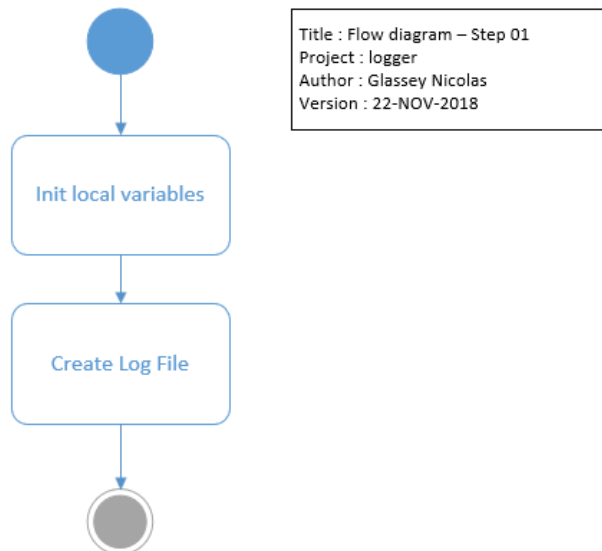 Title : Flow diagram – Step 01
Project : logger
Author : Glassey Nicolas
Version : 22-NOV-2018
Init local variables
Create Log File